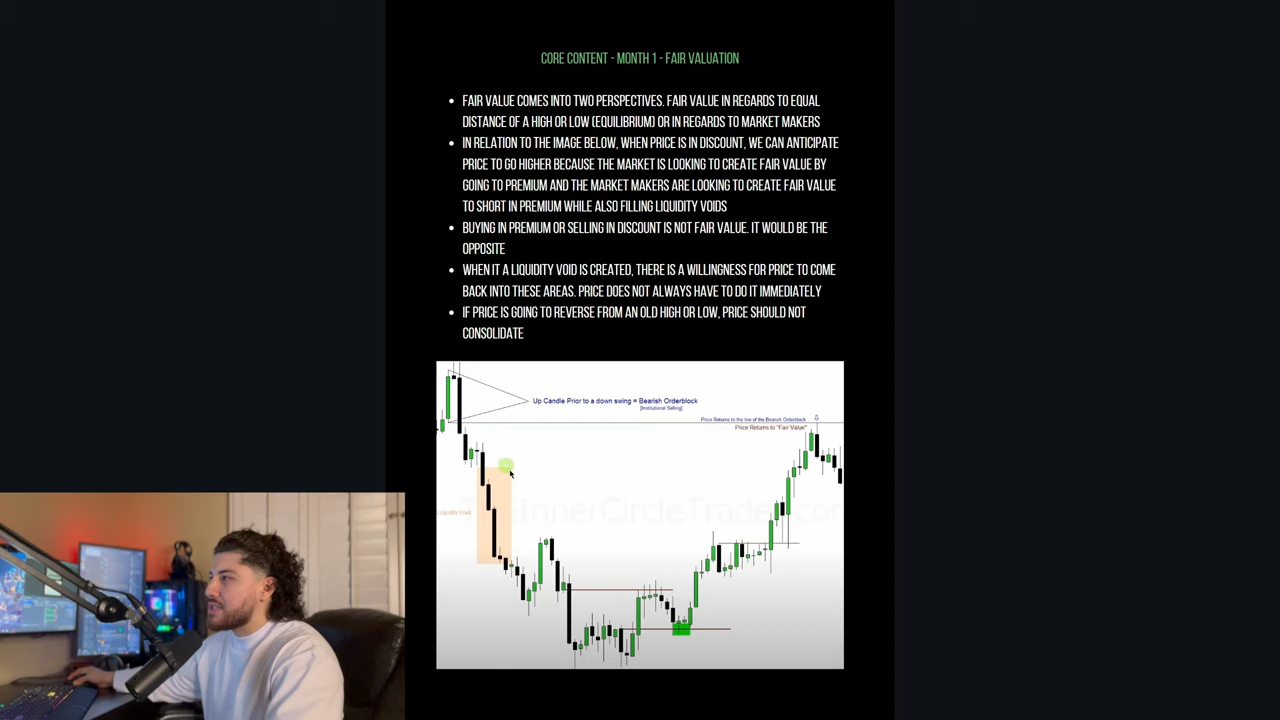 CORE CONTENT - MONTH 1 - FAIR VALUATION
• FAIR VALUE COMES INTO TWO PERSPECTIVES. FAIR VALUE IN REGARDS TO EQUAL
DISTANCE OF A HIGH OR LOW (EQUILIBRIUM) OR IN REGARDS TO MARKET MAKERS
• IN RELATION TO THE IMAGE BELOW, WHEN PRICE IS IN DISCOUNT, WE CAN ANTICIPATE
PRICE TO GO HIGHER BECAUSE THE MARKET IS LOOKING TO CREATE FAIR VALUE BY
GOING TO PREMIUM AND THE MARKET MAKERS ARE LOOKING TO CREATE FAIR VALUE
TO SHORT IN PREMIUM WHILE ALSO FILLING LIQUIDITY VOIDS
• BUYING IN PREMIUM OR SELLING IN DISCOUNT IS NOT FAIR VALUE. IT WOULD BE THE
OPPOSITE
• WHEN IT A LIQUIDITY VOID IS CREATED, THERE IS A WILLINGNESS FOR PRICE TO COME
BACK INTO THESE AREAS. PRICE DOES NOT ALWAYS HAVE TO DO IT IMMEDIATELY
• IF PRICE IS GOING TO REVERSE FROM AN OLD HIGH OR LOW, PRICE SHOULD NOT
CONSOLIDATE
Up Candle Prior to a down swing = Bearish Orderblock
[Institutional Selling]
Price Returns to the low of the Bearish Orderblock
Price Returns to "Fair Value"
Liquidity Void
TheInnerCircleTrader.com